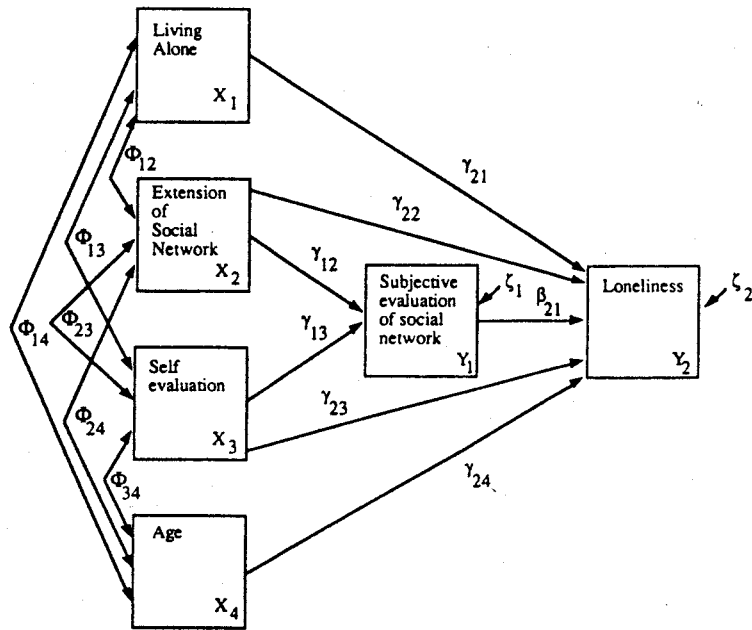 Living
Alone
X1
Φ12
γ21
Extension
of
Social
Network
X2
γ22
Φ13
γ12
Subjective
evaluation
of social
network
Y1
ζ1
β21
Loneliness
Y2
ζ2
Φ23
Φ14
γ13
Self
evaluation
X3
γ23
Φ24
Φ34
γ24
Age
X4